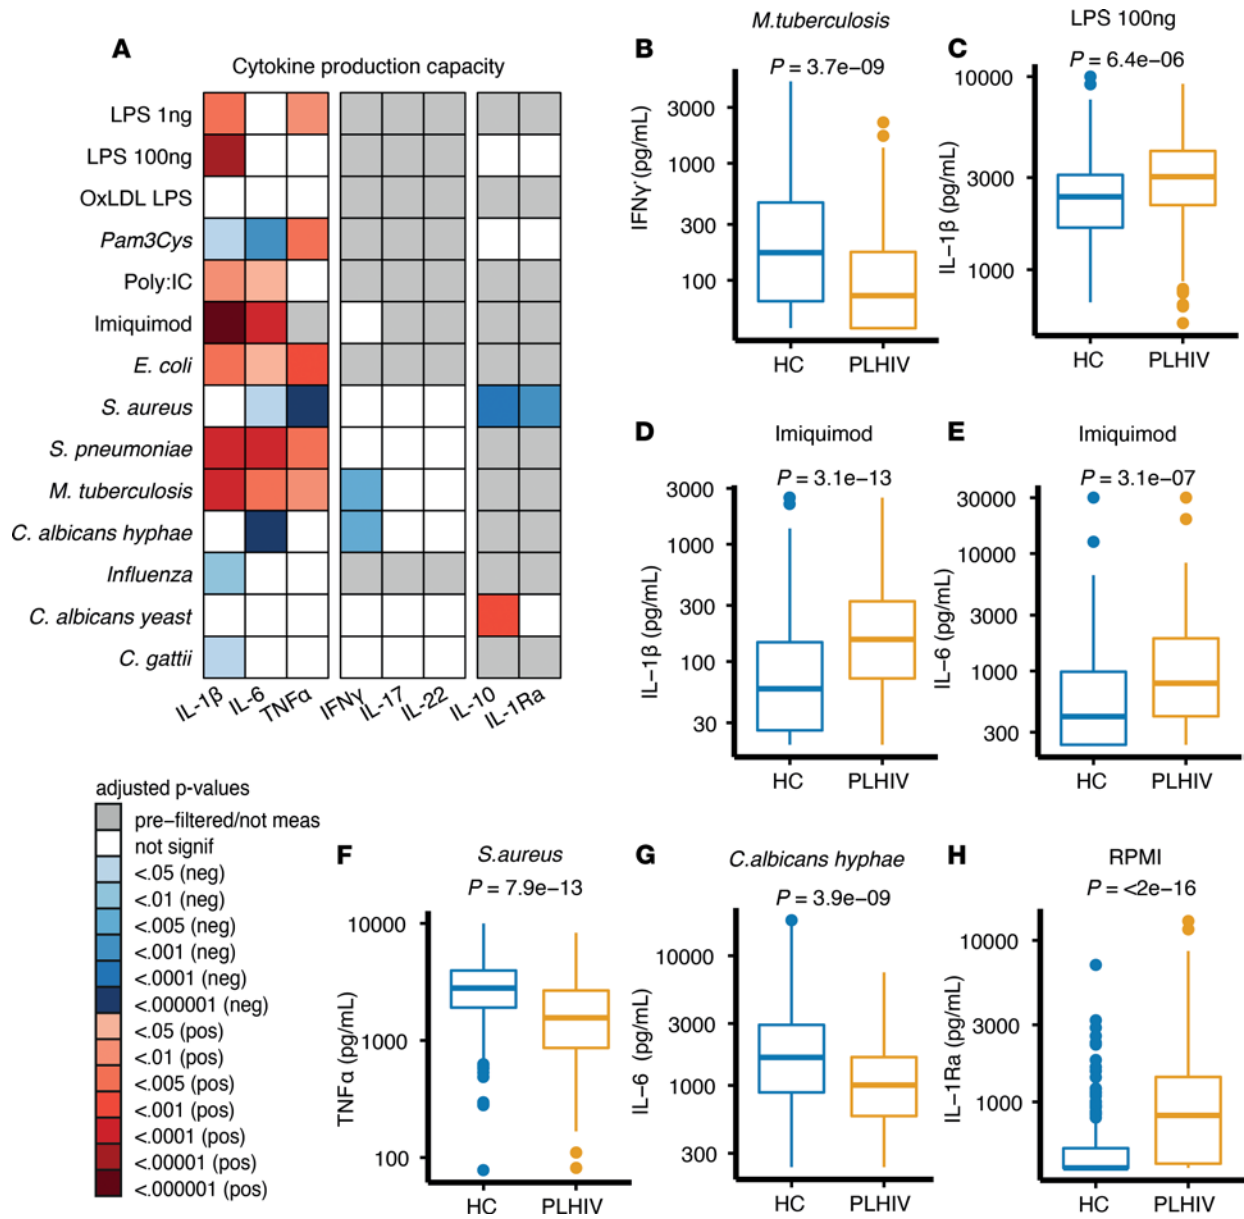 A
Cytokine production capacity
LPS 1ng
LPS 100ng
OxLDL LPS
Pam3Cys
Poly:IC
Imiquimod
E. coli
S. aureus
S. pneumoniae
M. tuberculosis
C. albicans hyphae
Influenza
C. albicans yeast
C. gattii
IL-1β IL-6 TNFα IFNγ IL-17 IL-22 IL-10 IL-1Ra
adjusted p-values
pre-filtered/not meas
not signif
<.05 (neg)
<.01 (neg)
<.005 (neg)
<.001 (neg)
<.0001 (neg)
<.000001 (neg)
<.05 (pos)
<.01 (pos)
<.005 (pos)
<.001 (pos)
<.0001 (pos)
<.00001 (pos)
<.000001 (pos)
B
M.tuberculosis
P = 3.7e−09
IFNγ (pg/mL)
3000
1000
300
100
HC PLHIV
C
LPS 100ng
P = 6.4e−06
IL−1β (pg/mL)
10000
3000
1000
HC PLHIV
D
Imiquimod
P = 3.1e−13
IL−1β (pg/mL)
3000
1000
300
100
30
HC PLHIV
E
Imiquimod
P = 3.1e−07
IL−6 (pg/mL)
30000
10000
3000
1000
300
HC PLHIV
F
S.aureus
P = 7.9e−13
TNFα (pg/mL)
10000
1000
100
HC PLHIV
G
C.albicans hyphae
P = 3.9e−09
IL−6 (pg/mL)
10000
3000
1000
300
HC PLHIV
H
RPMI
P = <2e−16
IL−1Ra (pg/mL)
10000
3000
1000
HC PLHIV